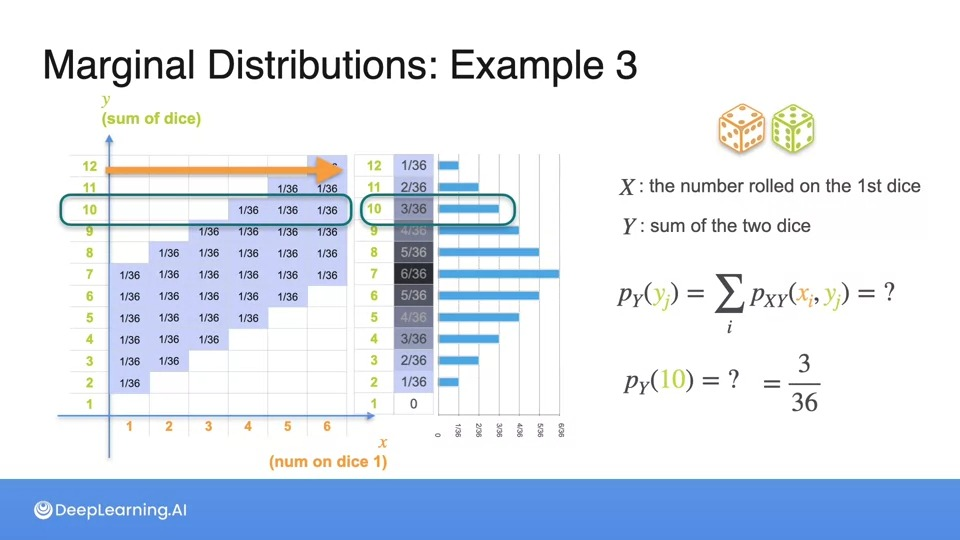 Marginal Distributions: Example 3
y
(sum of dice)
12
11 1/36 1/36
10 1/36 1/36 1/36
9 1/36 1/36 1/36 1/36
8 1/36 1/36 1/36 1/36 1/36
7 1/36 1/36 1/36 1/36 1/36 1/36
6 1/36 1/36 1/36 1/36 1/36
5 1/36 1/36 1/36 1/36
4 1/36 1/36 1/36
3 1/36 1/36
2 1/36
1
1 2 3 4 5 6
x
(num on dice 1)
12 1/36
11 2/36
10 3/36
9 4/36
8 5/36
7 6/36
6 5/36
5 4/36
4 3/36
3 2/36
2 1/36
1 0
0 1/36 2/36 3/36 4/36 5/36 6/36
X : the number rolled on the 1st dice
Y : sum of the two dice
p_Y(y_j) = ∑_i p_XY(x_i, y_j) = ?
p_Y(10) = ? = 3/36
DeepLearning.AI